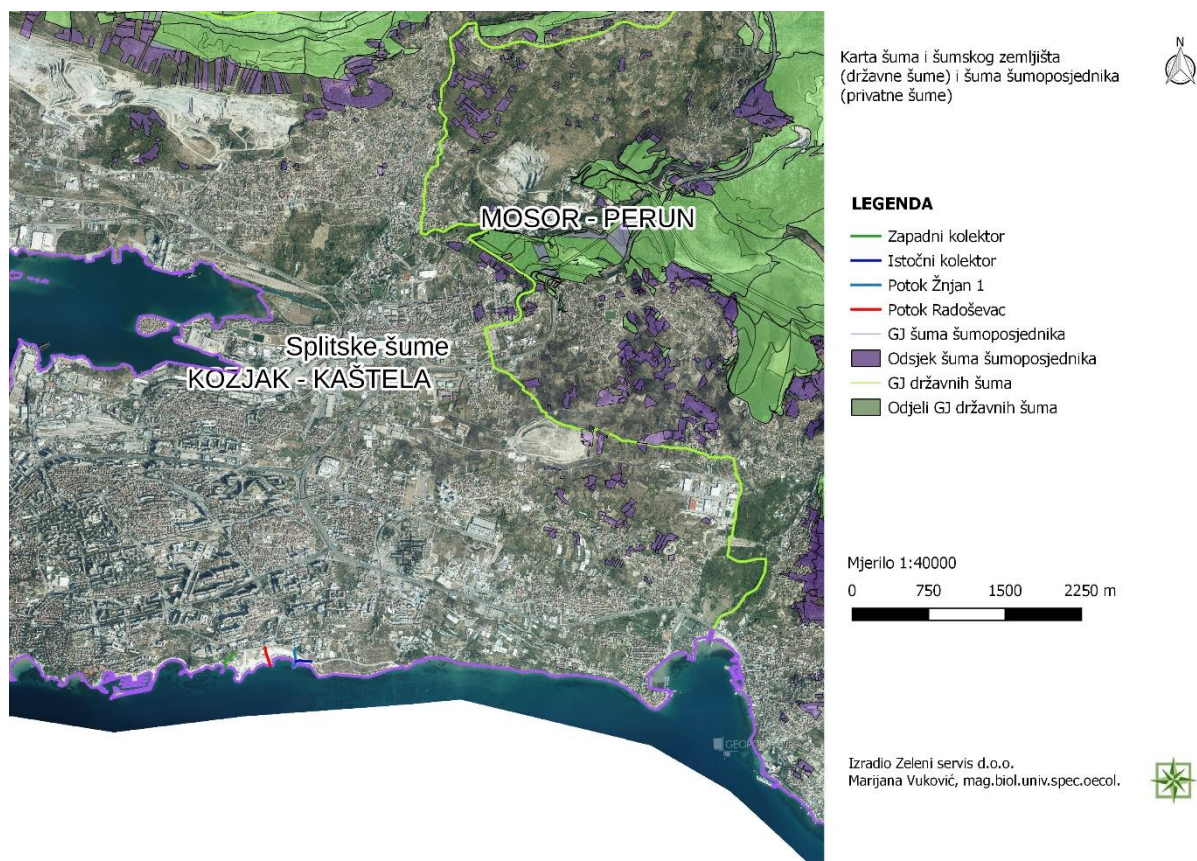 MOSOR - PERUN
Splitske šume
KOZJAK - KAŠTELA
Karta šuma i šumskog zemljišta
(državne šume) i šuma šumoposjednika
(privatne šume)
N
LEGENDA
Zapadni kolektor
Istočni kolektor
Potok Žnjan 1
Potok Radoševac
GJ šuma šumoposjednika
Odsjek šuma šumoposjednika
GJ državnih šuma
Odjeli GJ državnih šuma
Mjerilo 1:40000
0 750 1500 2250 m
Izradio Zeleni servis d.o.o.
Marijana Vuković, mag.biol.univ.spec.oecol.